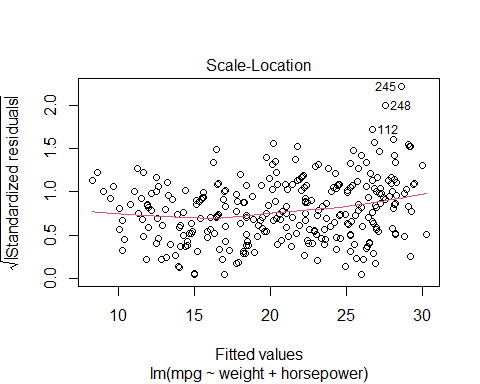 Scale-Location
√|Standardized residuals|
2.0
1.5
1.0
0.5
0.0
245
248
112
10 15 20 25 30
Fitted values
lm(mpg ~ weight + horsepower)